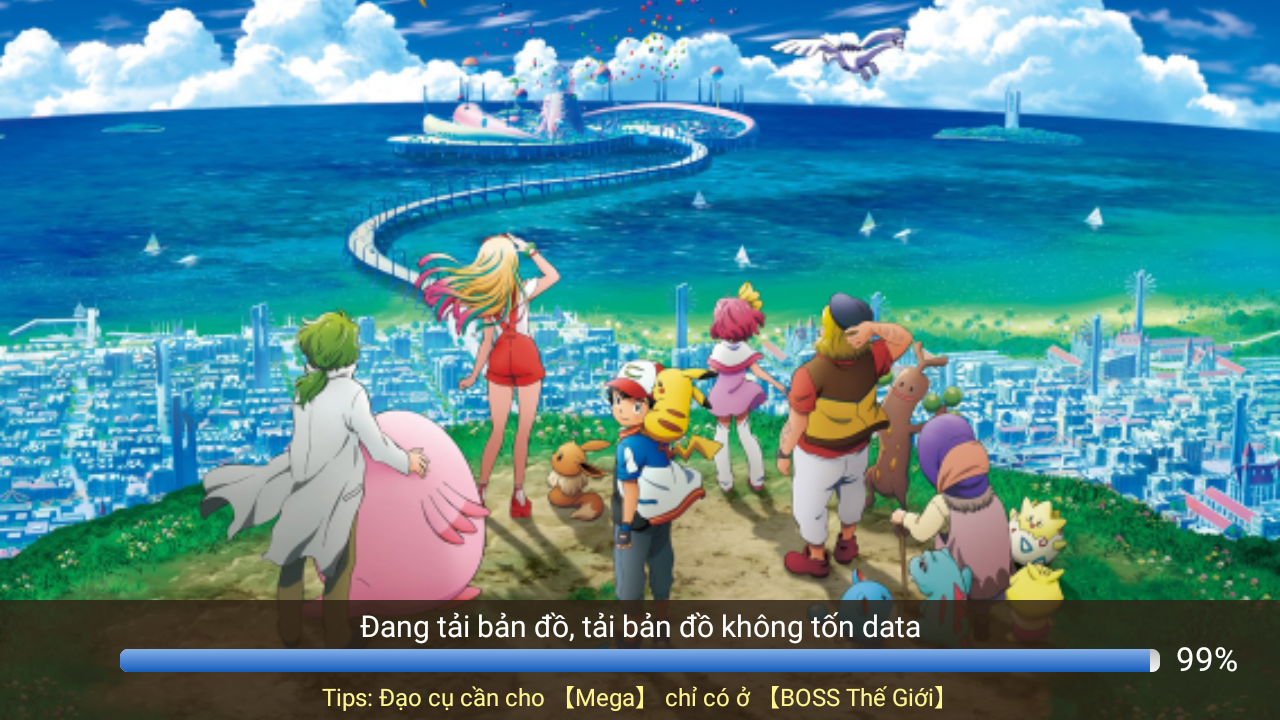 Đang tải bản đồ, tải bản đồ không tốn data
99%
Tips: Đạo cụ cần cho 【Mega】 chỉ có ở 【BOSS Thế Giới】